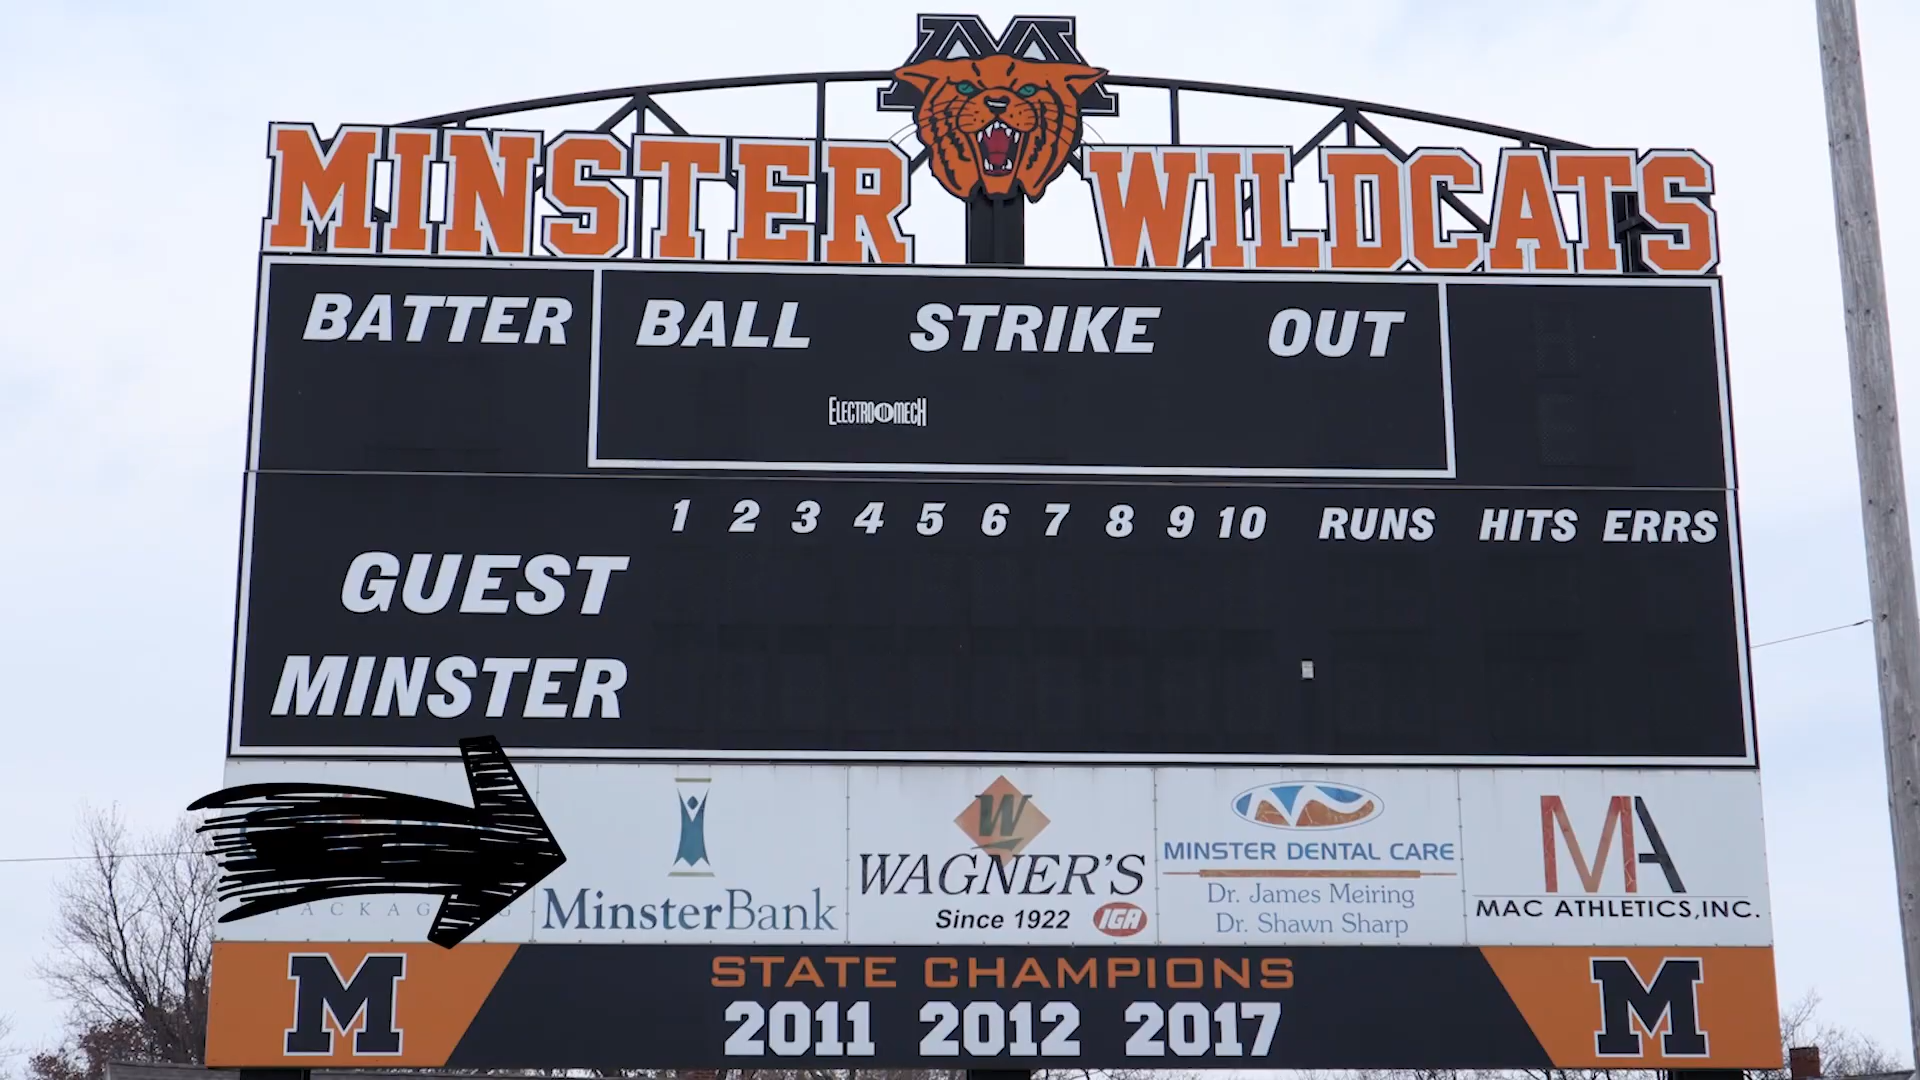 M
MINSTER WILDCATS
BATTER BALL STRIKE OUT
ELECTRO MECH
1 2 3 4 5 6 7 8 9 10 RUNS HITS ERRS
GUEST
MINSTER
PACKAGING
MinsterBank
W
WAGNER'S
Since 1922 IGA
MINSTER DENTAL CARE
Dr. James Meiring
Dr. Shawn Sharp
MA
MAC ATHLETICS, INC.
M STATE CHAMPIONS M
2011 2012 2017